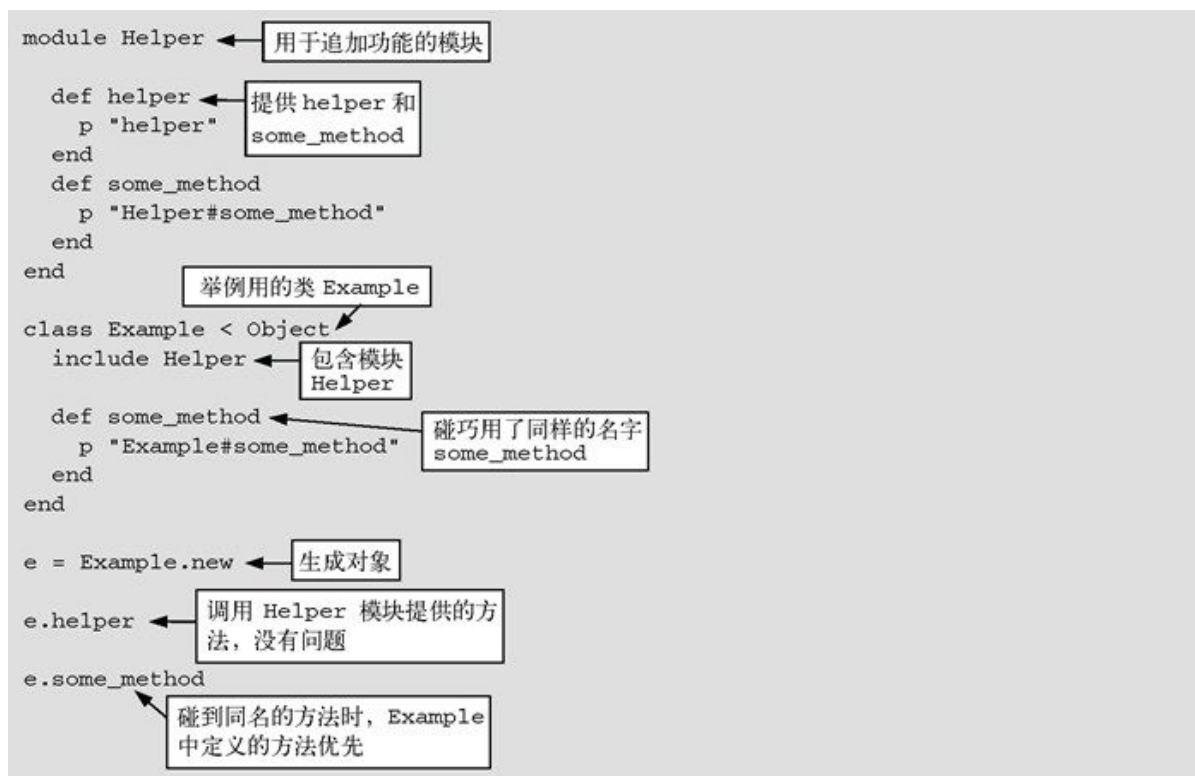 module Helper 用于追加功能的模块
def helper 提供 helper 和
p "helper" some_method
end
def some_method
p "Helper#some_method"
end
end
举例用的类 Example
class Example < Object
include Helper 包含模块
Helper
def some_method 碰巧用了同样的名字
p "Example#some_method" some_method
end
end
e = Example.new 生成对象
e.helper 调用 Helper 模块提供的方
法，没有问题
e.some_method
碰到同名的方法时，Example
中定义的方法优先